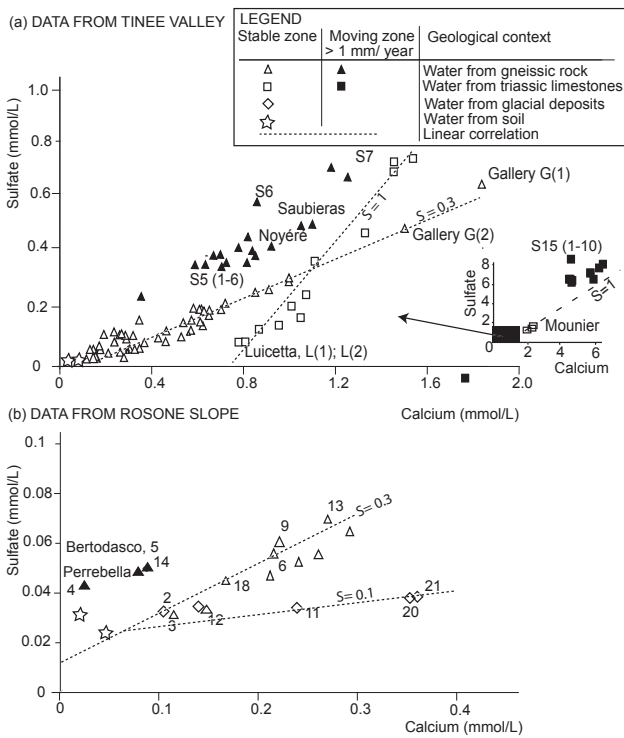 (a) DATA FROM TINEE VALLEY
LEGEND
Stable zone
Moving zone
> 1 mm/ year
Geological context
Water from gneissic rock
Water from triassic limestones
Water from glacial deposits
Water from soil
Linear correlation
Sulfate (mmol/L)
1.0
0.8
0.6
0.4
0.2
0
S7
S6
Saubieras
Noyère
S5 (1-6)
S=1
S=0.3
Gallery G(1)
Gallery G(2)
Luicetta, L(1); L(2)
0
0.4
0.8
1.2
1.6
2.0
Calcium (mmol/L)
S15 (1-10)
Sulfate
8
6
4
2
0
S=1
Mounier
0
2
4
6
Calcium
(b) DATA FROM ROSONE SLOPE
Sulfate (mmol/L)
0.1
0.08
0.06
0.04
0.02
0
Bertodasco, 5
Perrebella
14
4
13
S=0.3
9
6
18
2
3
12
11
S=0.1
21
20
0
0.1
0.2
0.3
0.4
Calcium (mmol/L)